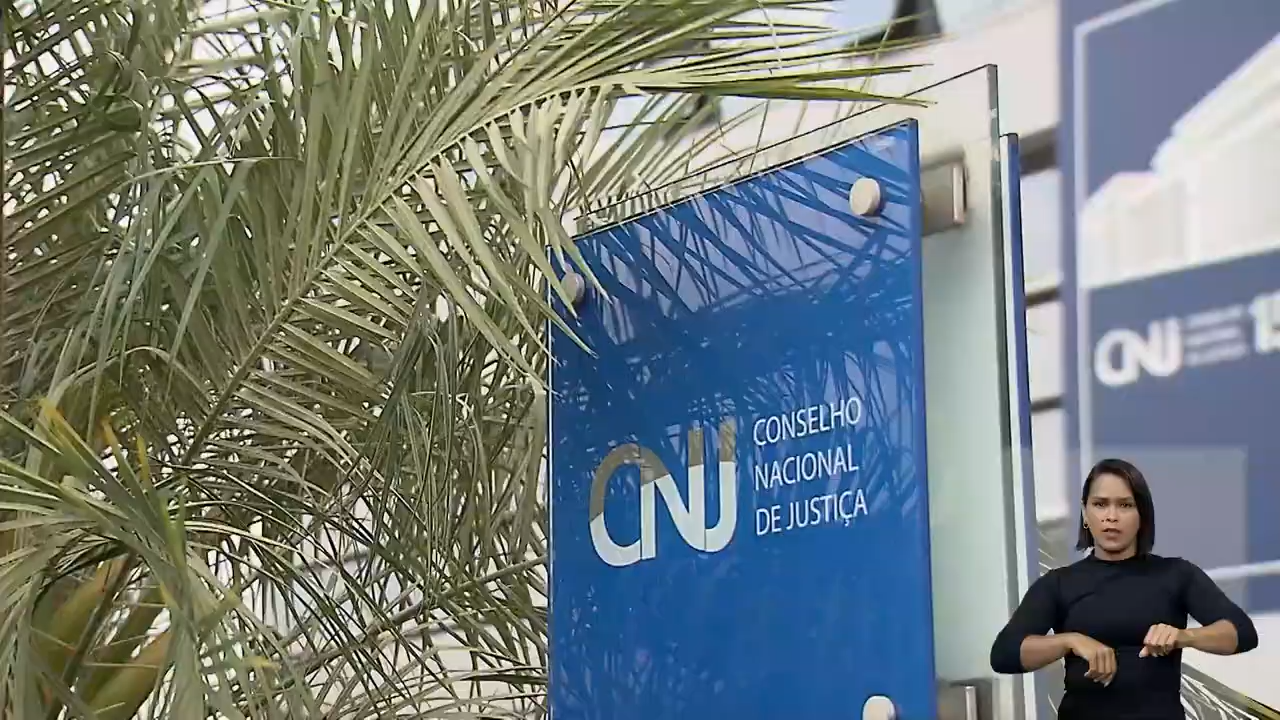 CNJ
CONSELHO
NACIONAL
DE JUSTIÇA
CNJ